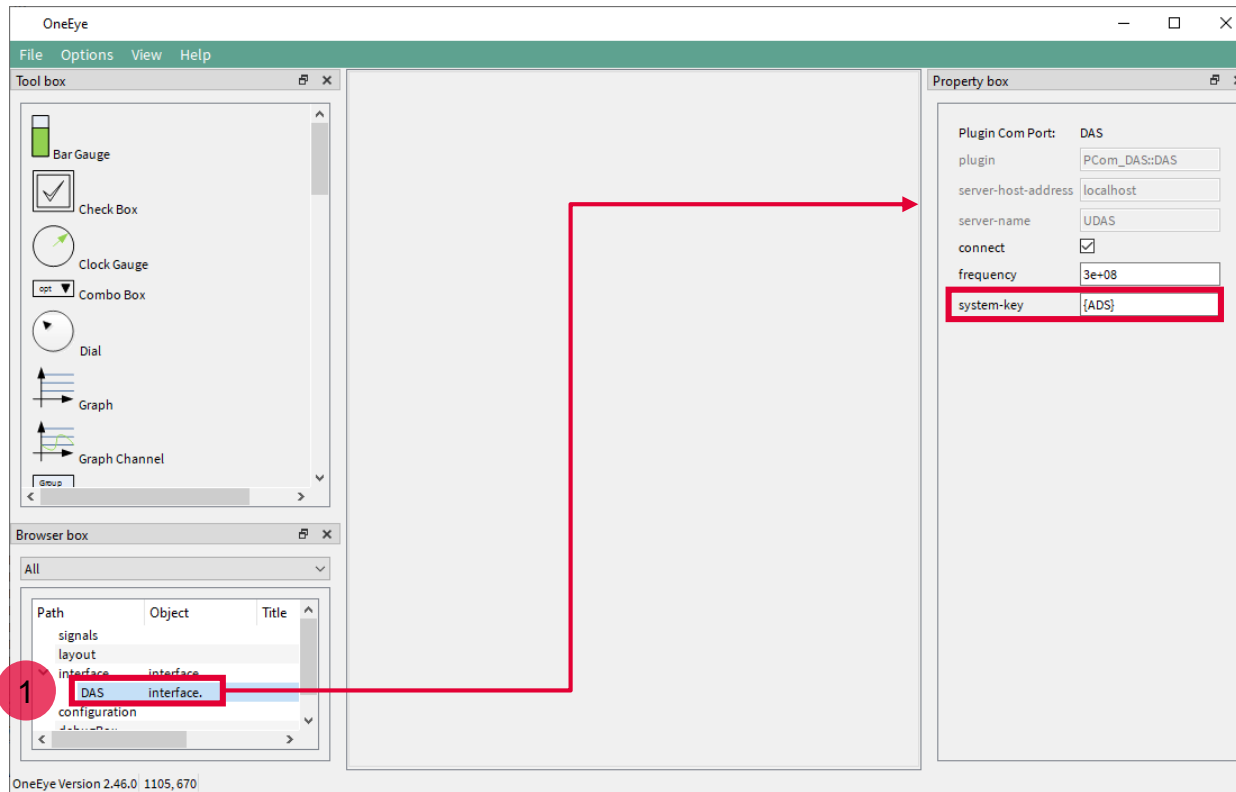 OneEye
File Options View Help
Tool box
Bar Gauge
Check Box
Clock Gauge
opt Combo Box
Dial
Graph
Graph Channel
Group
Browser box
All
Path Object Title
signals
layout
interface interface
1 DAS interface.
configuration
debugBox
OneEye Version 2.46.0 1105, 670
Property box
Plugin Com Port: DAS
plugin PCom_DAS::DAS
server-host-address localhost
server-name UDAS
connect
frequency 3e+08
system-key {ADS}